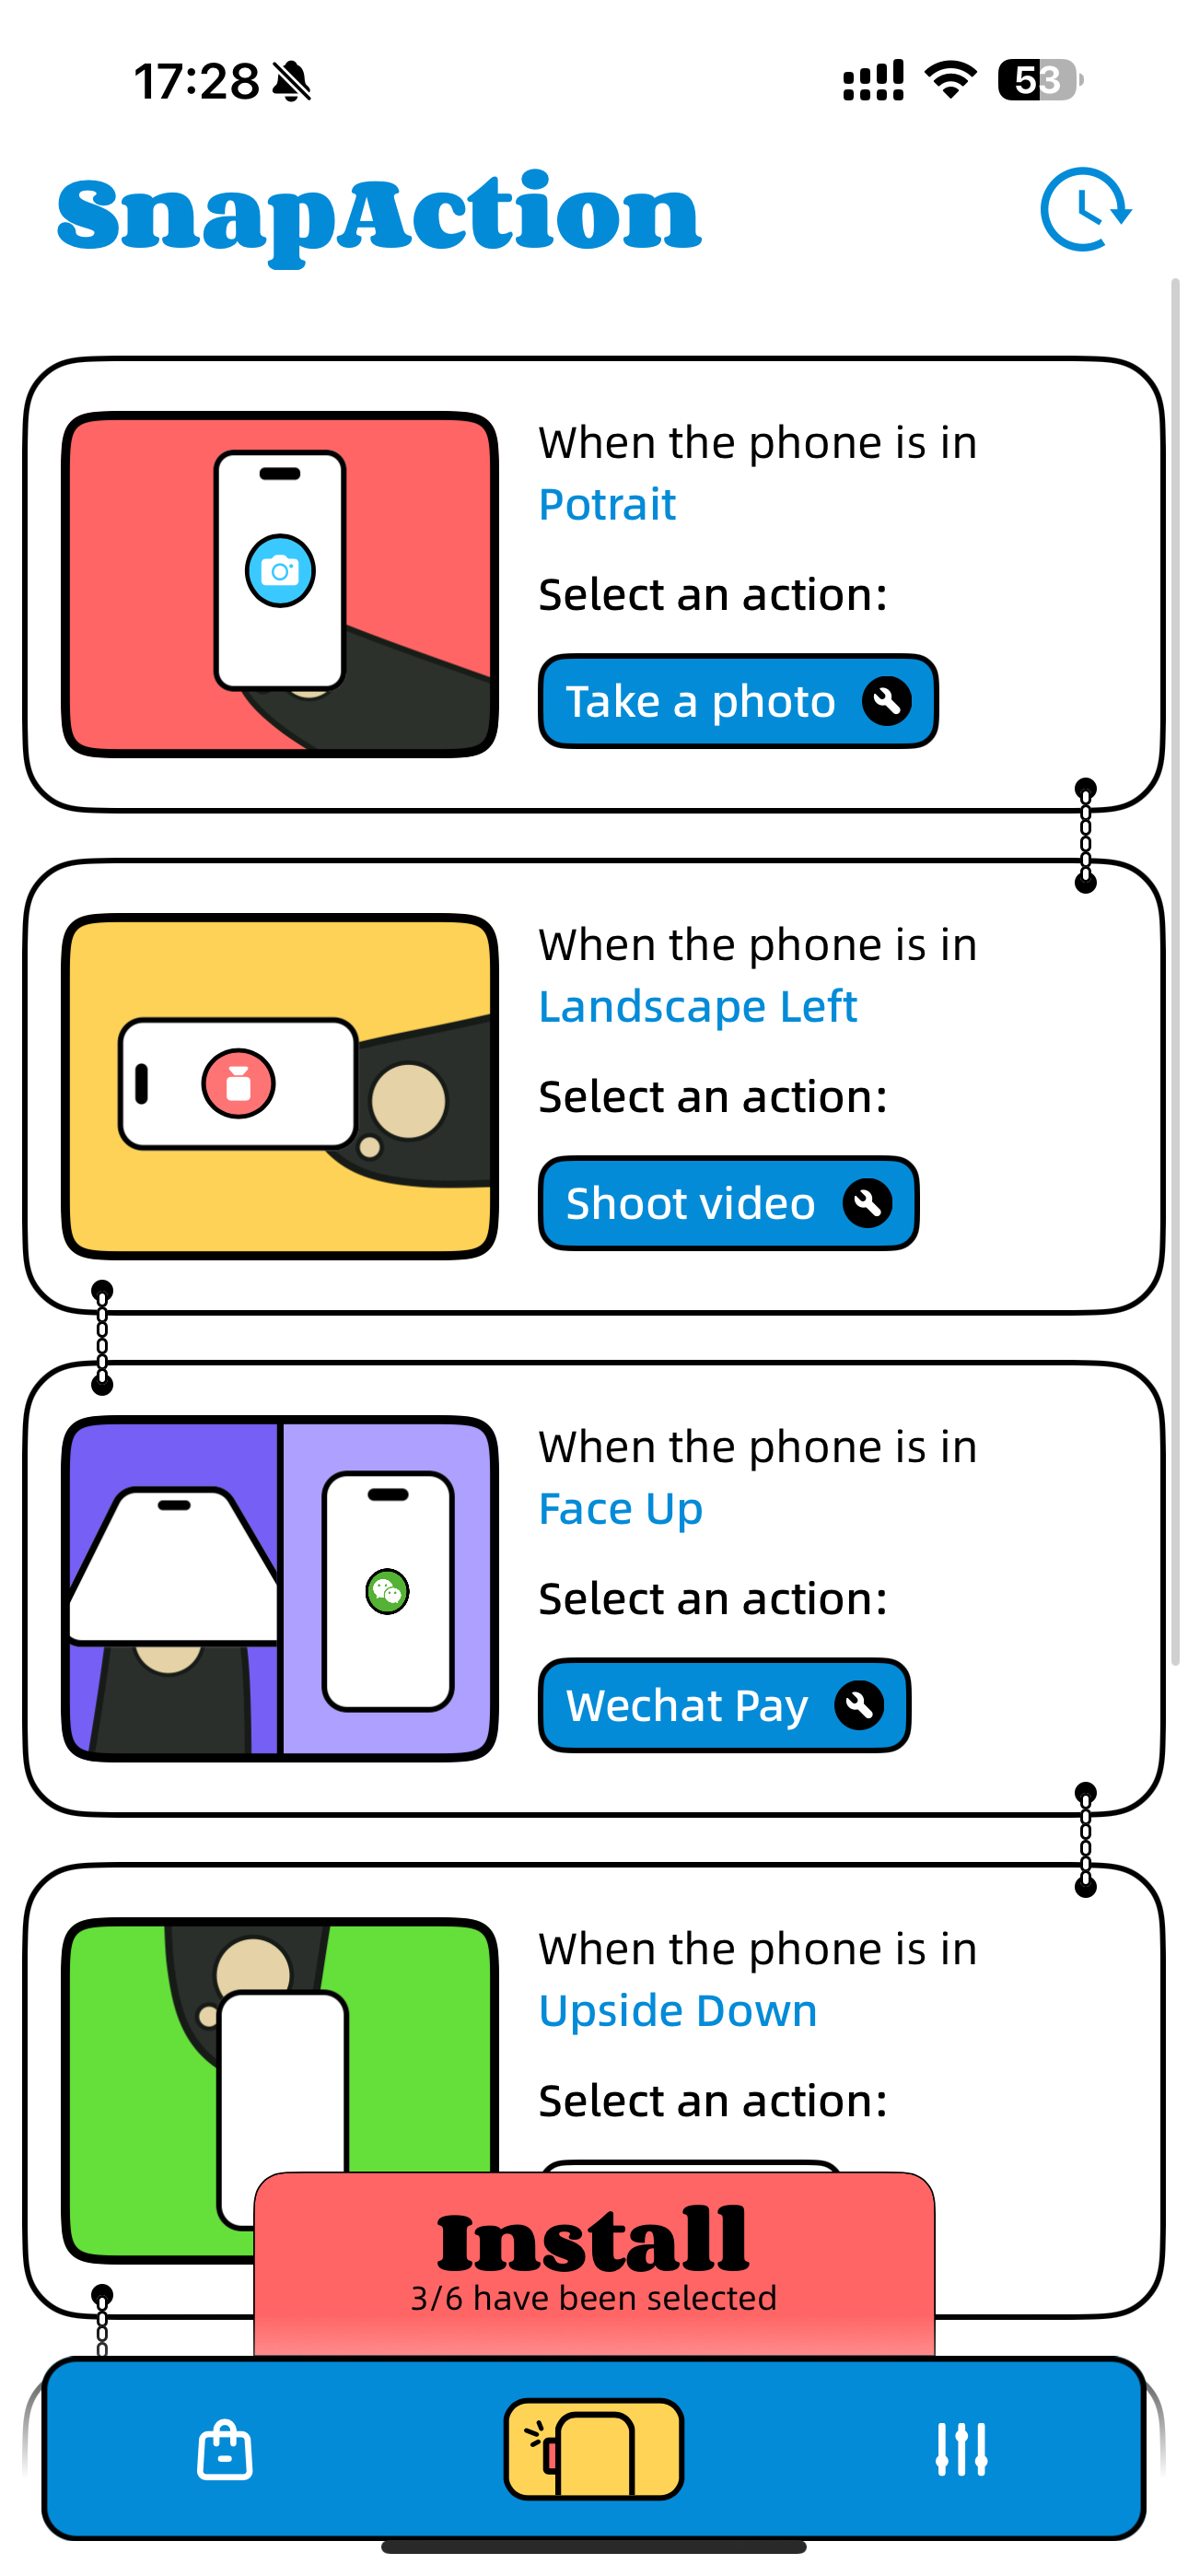 17:28
53
SnapAction
When the phone is in
Potrait
Select an action:
Take a photo
When the phone is in
Landscape Left
Select an action:
Shoot video
When the phone is in
Face Up
Select an action:
Wechat Pay
When the phone is in
Upside Down
Select an action:
Install
3/6 have been selected